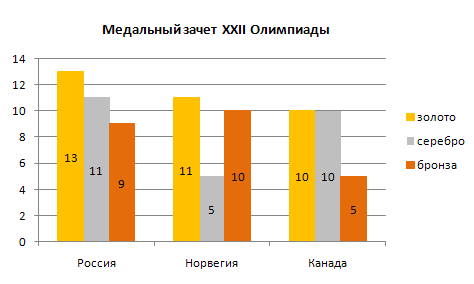 Медальный зачет XXII Олимпиады
14
12
10
8
6
4
2
0
13
11
9
11
5
10
10
10
5
Россия
Норвегия
Канада
золото
серебро
бронза